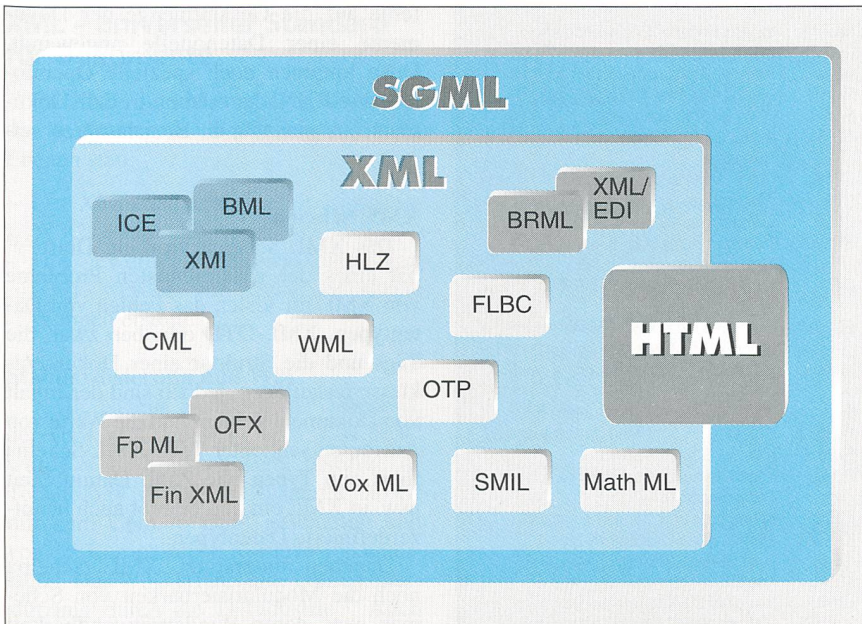 SGML
XML
ICE
BML
XMI
HLZ
BRML
XML/
EDI
FLBC
HTML
CML
WML
OTP
OFX
Fp ML
Fin XML
Vox ML
SMIL
Math ML